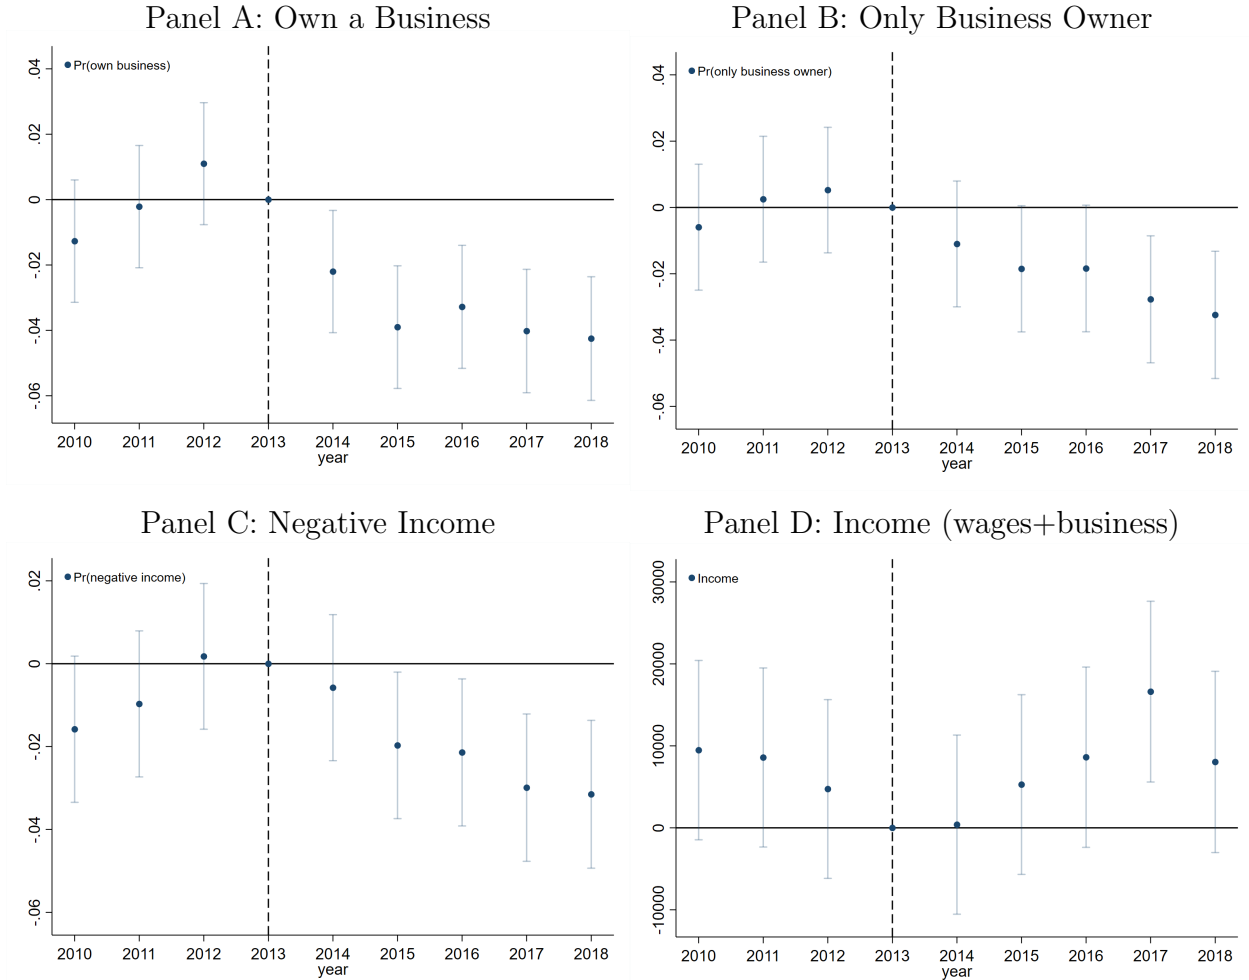 Panel A: Own a Business
Pr(own business)
.04
.02
0
-.02
-.04
-.06
2010 2011 2012 2013 2014 2015 2016 2017 2018
year
Panel B: Only Business Owner
Pr(only business owner)
.04
.02
0
-.02
-.04
-.06
2010 2011 2012 2013 2014 2015 2016 2017 2018
year
Panel C: Negative Income
Pr(negative income)
.02
0
-.02
-.04
-.06
2010 2011 2012 2013 2014 2015 2016 2017 2018
year
Panel D: Income (wages+business)
Income
30000
20000
10000
0
-10000
2010 2011 2012 2013 2014 2015 2016 2017 2018
year